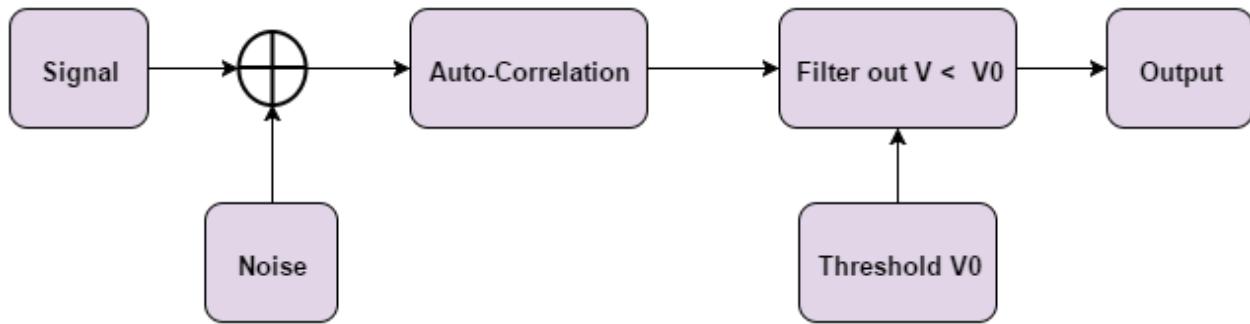 Signal
Auto-Correlation
Filter out V < V0
Output
Noise
Threshold V0